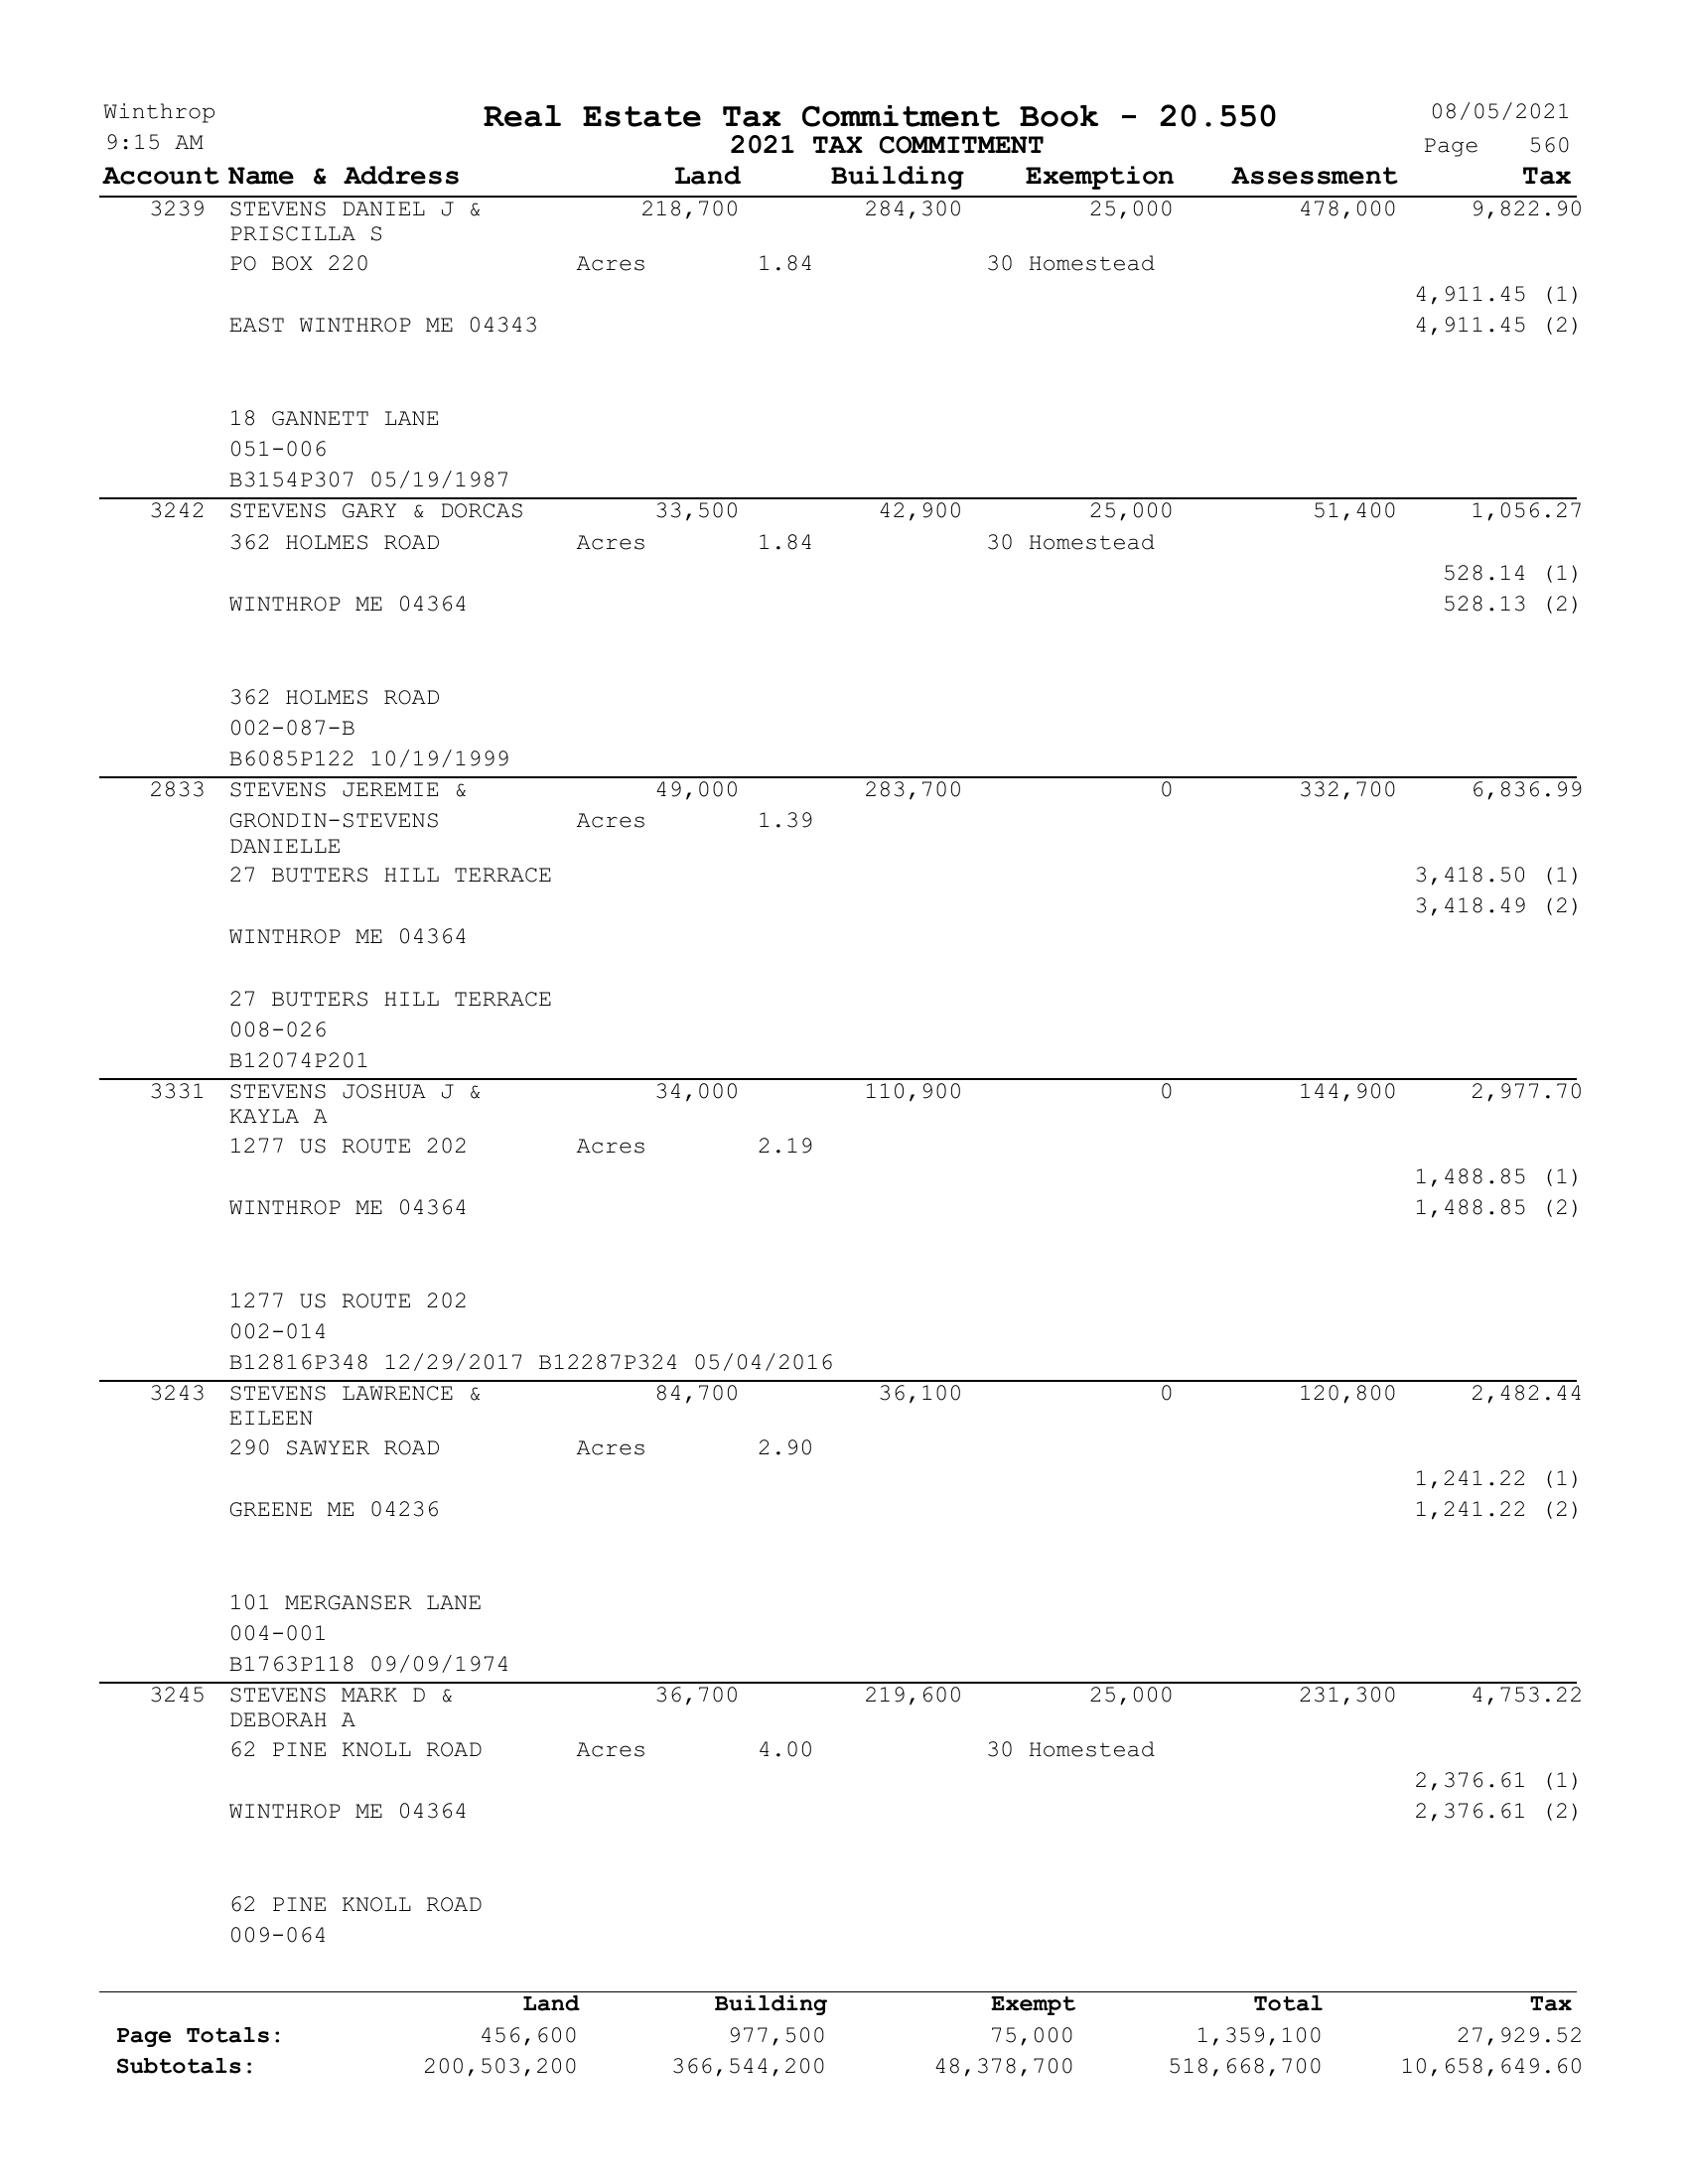 Winthrop Real Estate Tax Commitment Book - 20.550 08/05/2021
9:15 AM 2021 TAX COMMITMENT Page 560
Account Name & Address Land Building Exemption Assessment Tax
3239 STEVENS DANIEL J & 218,700 284,300 25,000 478,000 9,822.90
PRISCILLA S
PO BOX 220 Acres 1.84 30 Homestead
4,911.45 (1)
EAST WINTHROP ME 04343 4,911.45 (2)
18 GANNETT LANE
051-006
B3154P307 05/19/1987
3242 STEVENS GARY & DORCAS 33,500 42,900 25,000 51,400 1,056.27
362 HOLMES ROAD Acres 1.84 30 Homestead
528.14 (1)
WINTHROP ME 04364 528.13 (2)
362 HOLMES ROAD
002-087-B
B6085P122 10/19/1999
2833 STEVENS JEREMIE & 49,000 283,700 0 332,700 6,836.99
GRONDIN-STEVENS Acres 1.39
DANIELLE
27 BUTTERS HILL TERRACE 3,418.50 (1)
3,418.49 (2)
WINTHROP ME 04364
27 BUTTERS HILL TERRACE
008-026
B12074P201
3331 STEVENS JOSHUA J & 34,000 110,900 0 144,900 2,977.70
KAYLA A
1277 US ROUTE 202 Acres 2.19
1,488.85 (1)
WINTHROP ME 04364 1,488.85 (2)
1277 US ROUTE 202
002-014
B12816P348 12/29/2017 B12287P324 05/04/2016
3243 STEVENS LAWRENCE & 84,700 36,100 0 120,800 2,482.44
EILEEN
290 SAWYER ROAD Acres 2.90
1,241.22 (1)
GREENE ME 04236 1,241.22 (2)
101 MERGANSER LANE
004-001
B1763P118 09/09/1974
3245 STEVENS MARK D & 36,700 219,600 25,000 231,300 4,753.22
DEBORAH A
62 PINE KNOLL ROAD Acres 4.00 30 Homestead
2,376.61 (1)
WINTHROP ME 04364 2,376.61 (2)
62 PINE KNOLL ROAD
009-064
Land Building Exempt Total Tax
Page Totals: 456,600 977,500 75,000 1,359,100 27,929.52
Subtotals: 200,503,200 366,544,200 48,378,700 518,668,700 10,658,649.60